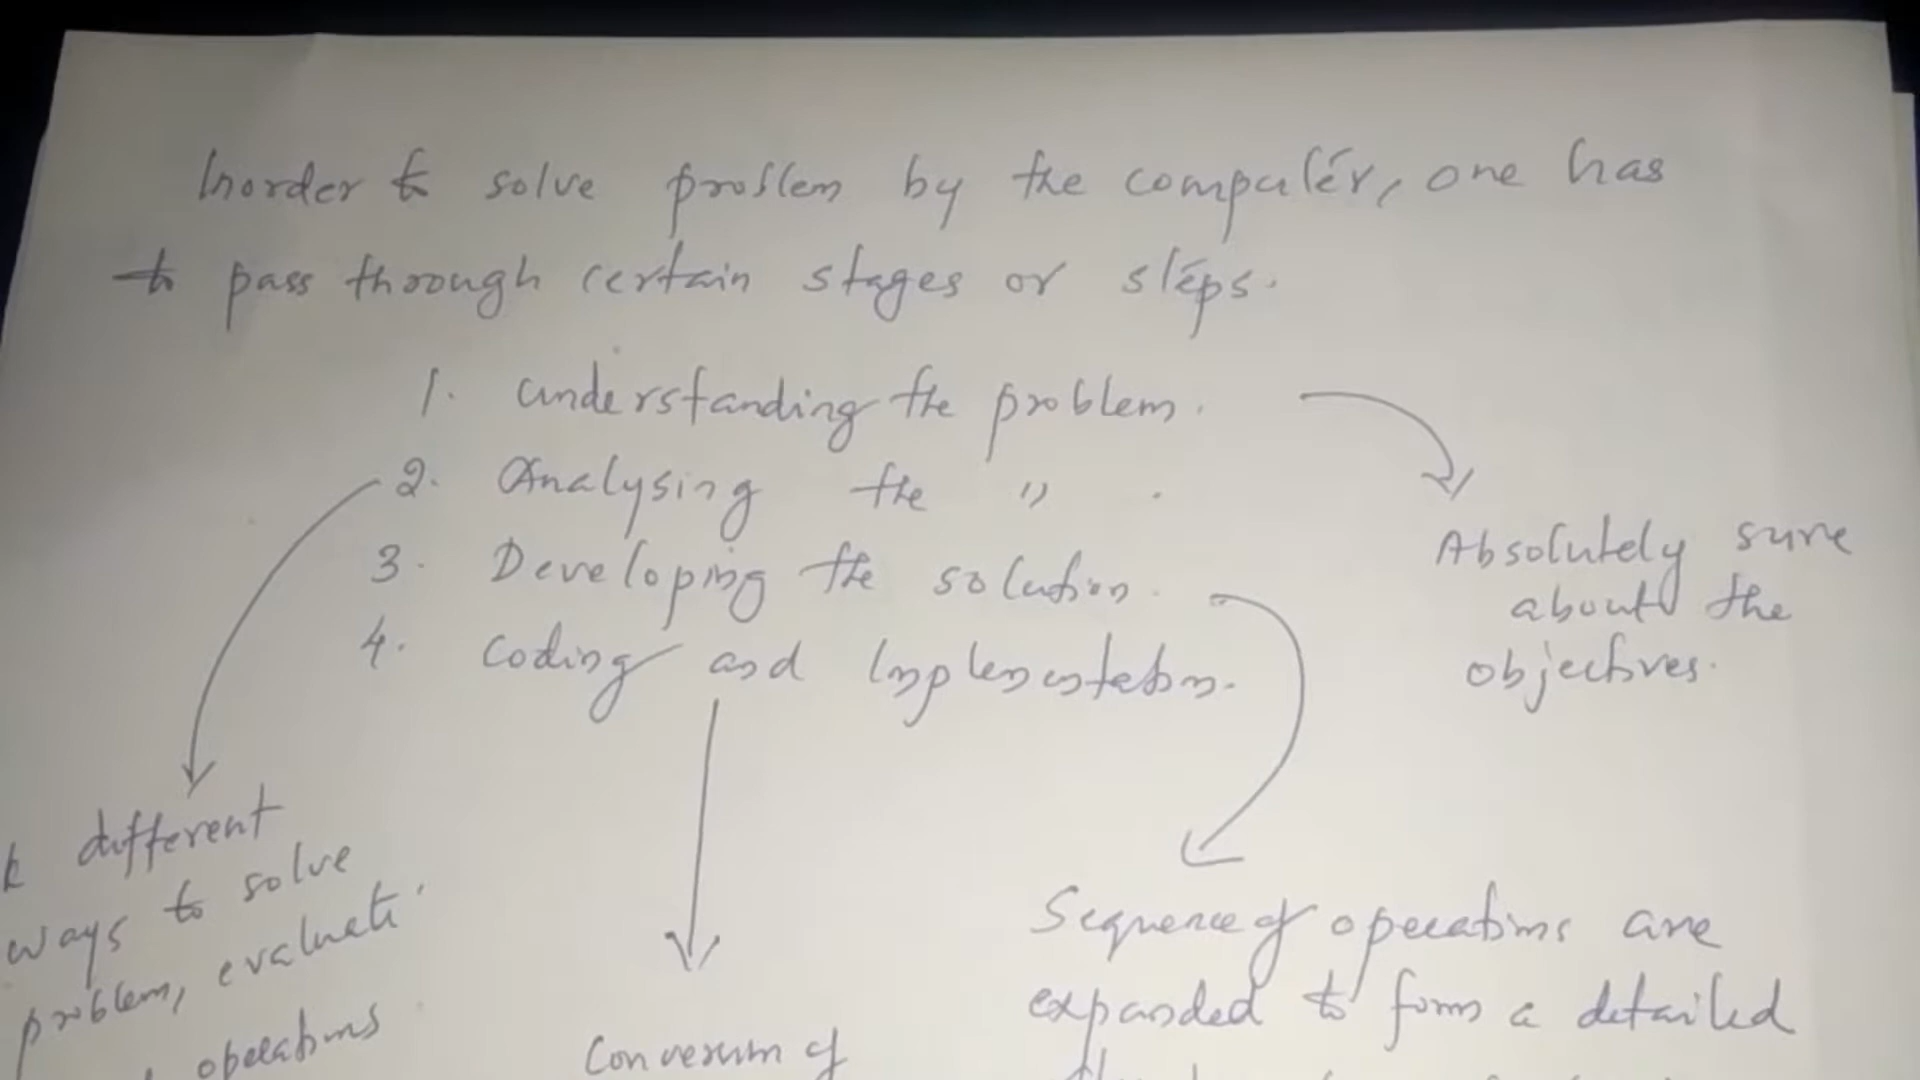 Inorder to solve problem by the computer, one has
to pass through certain stages or steps.
1. understanding the problem.
2. Analysing the " .
3. Developing the solution.
4. Coding and Implementation.
Absolutely sure
about the
objectives.
different
ways to solve
problem, evaluate
operations
Conversion of
Sequence of operations are
expanded to form a detailed